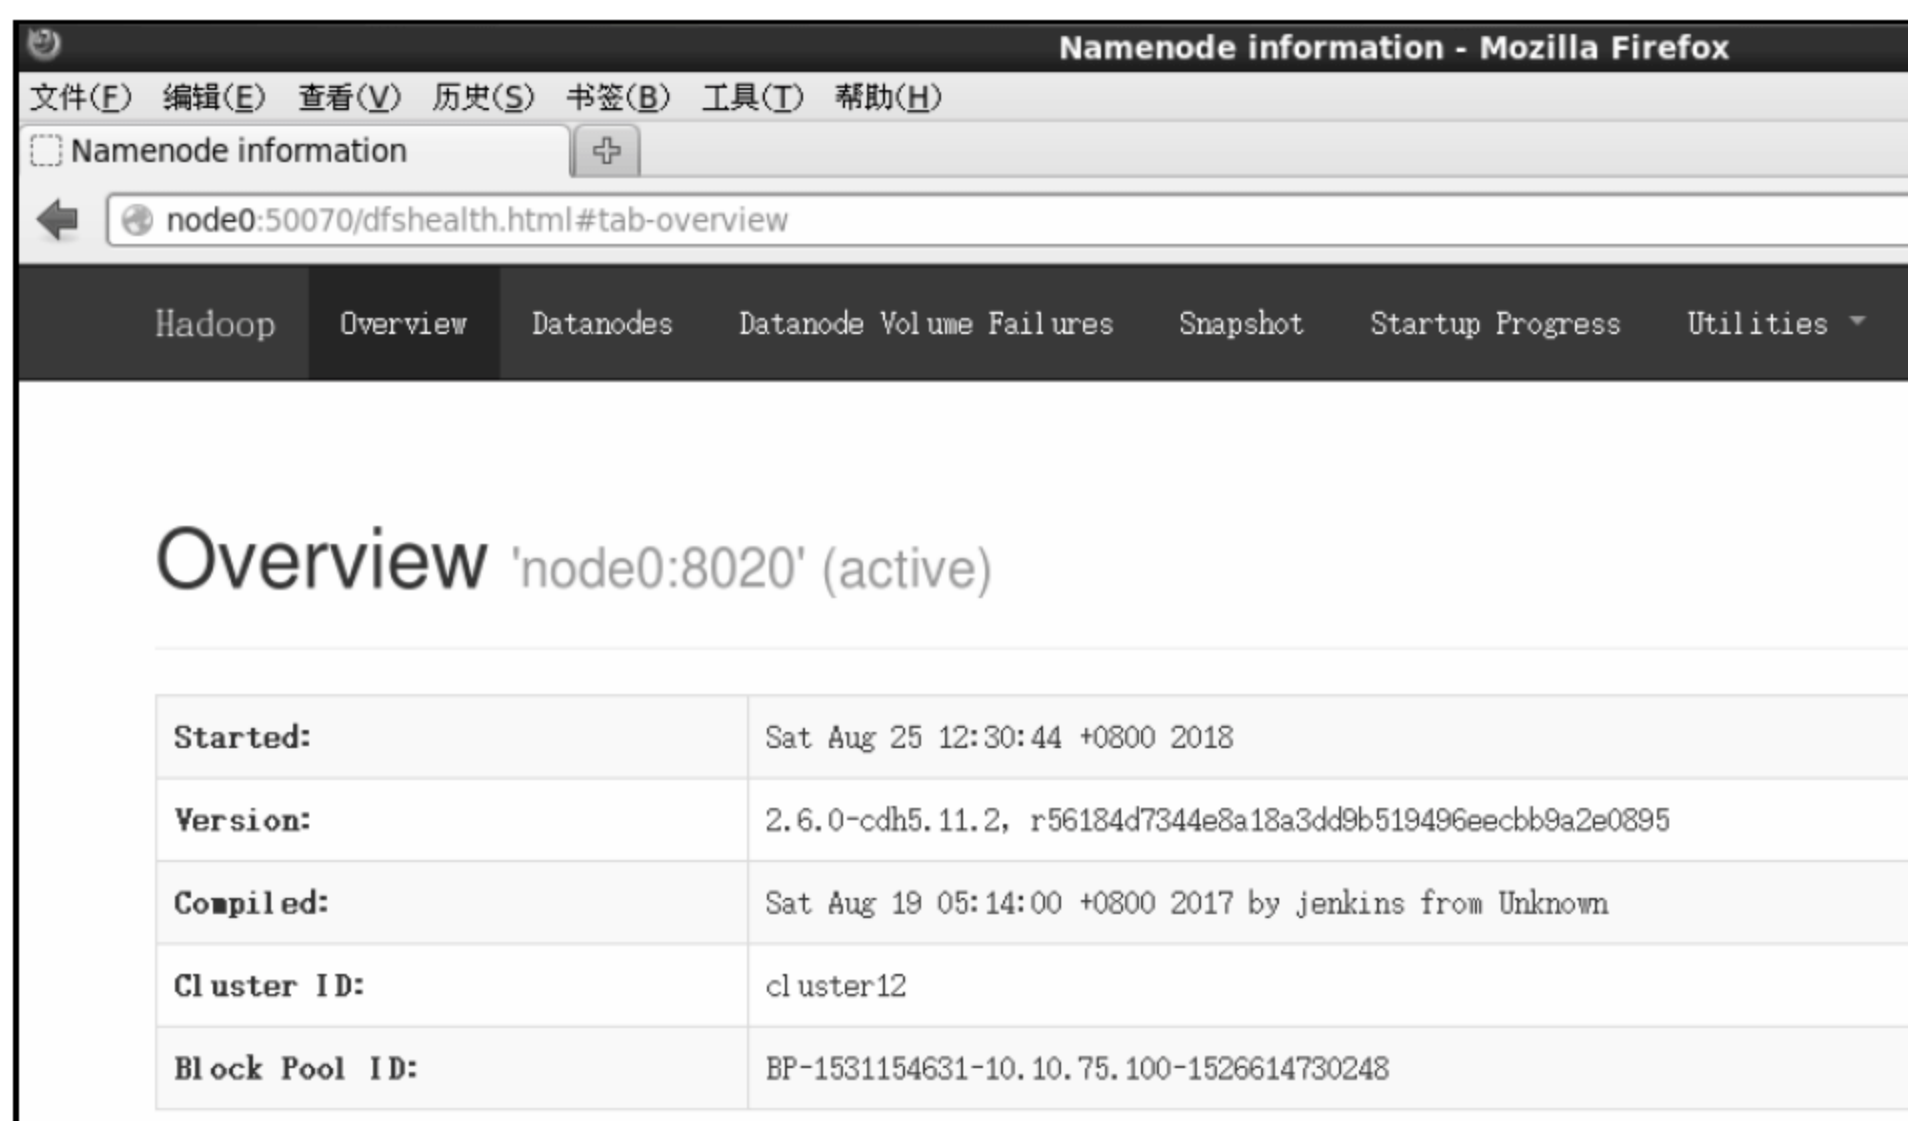 Namenode information - Mozilla Firefox
文件(F) 编辑(E) 查看(V) 历史(S) 书签(B) 工具(T) 帮助(H)
Namenode information
node0:50070/dfshealth.html#tab-overview
Hadoop Overview Datanodes Datanode Volume Failures Snapshot Startup Progress Utilities
Overview 'node0:8020' (active)
Started: Sat Aug 25 12:30:44 +0800 2018
Version: 2.6.0-cdh5.11.2, r56184d7344e8a18a3dd9b519496eecbb9a2e0895
Compiled: Sat Aug 19 05:14:00 +0800 2017 by jenkins from Unknown
Cluster ID: cluster12
Block Pool ID: BP-1531154631-10.10.75.100-1526614730248